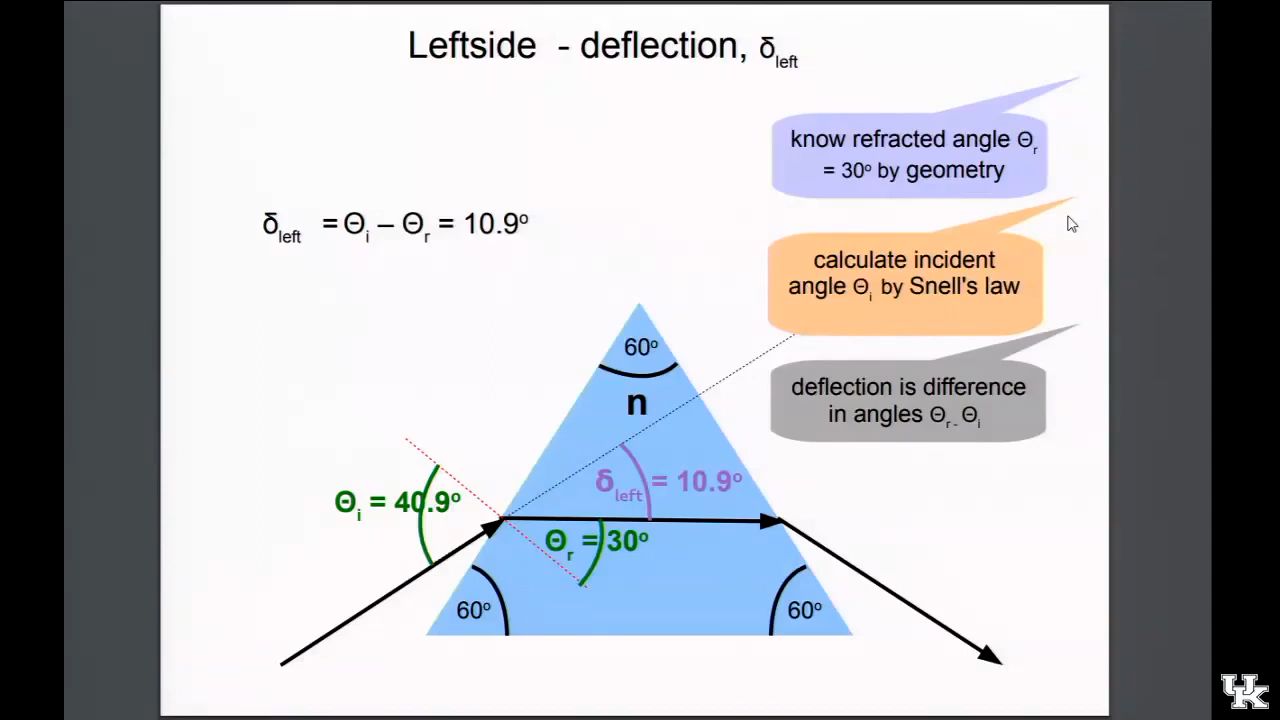 Leftside - deflection, δleft
know refracted angle Θr
= 30º by geometry
δleft = Θi – Θr = 10.9º
calculate incident
angle Θi by Snell's law
60º
n
deflection is difference
in angles Θr - Θi
δleft = 10.9º
Θi = 40.9º
Θr = 30º
60º
60º
UK